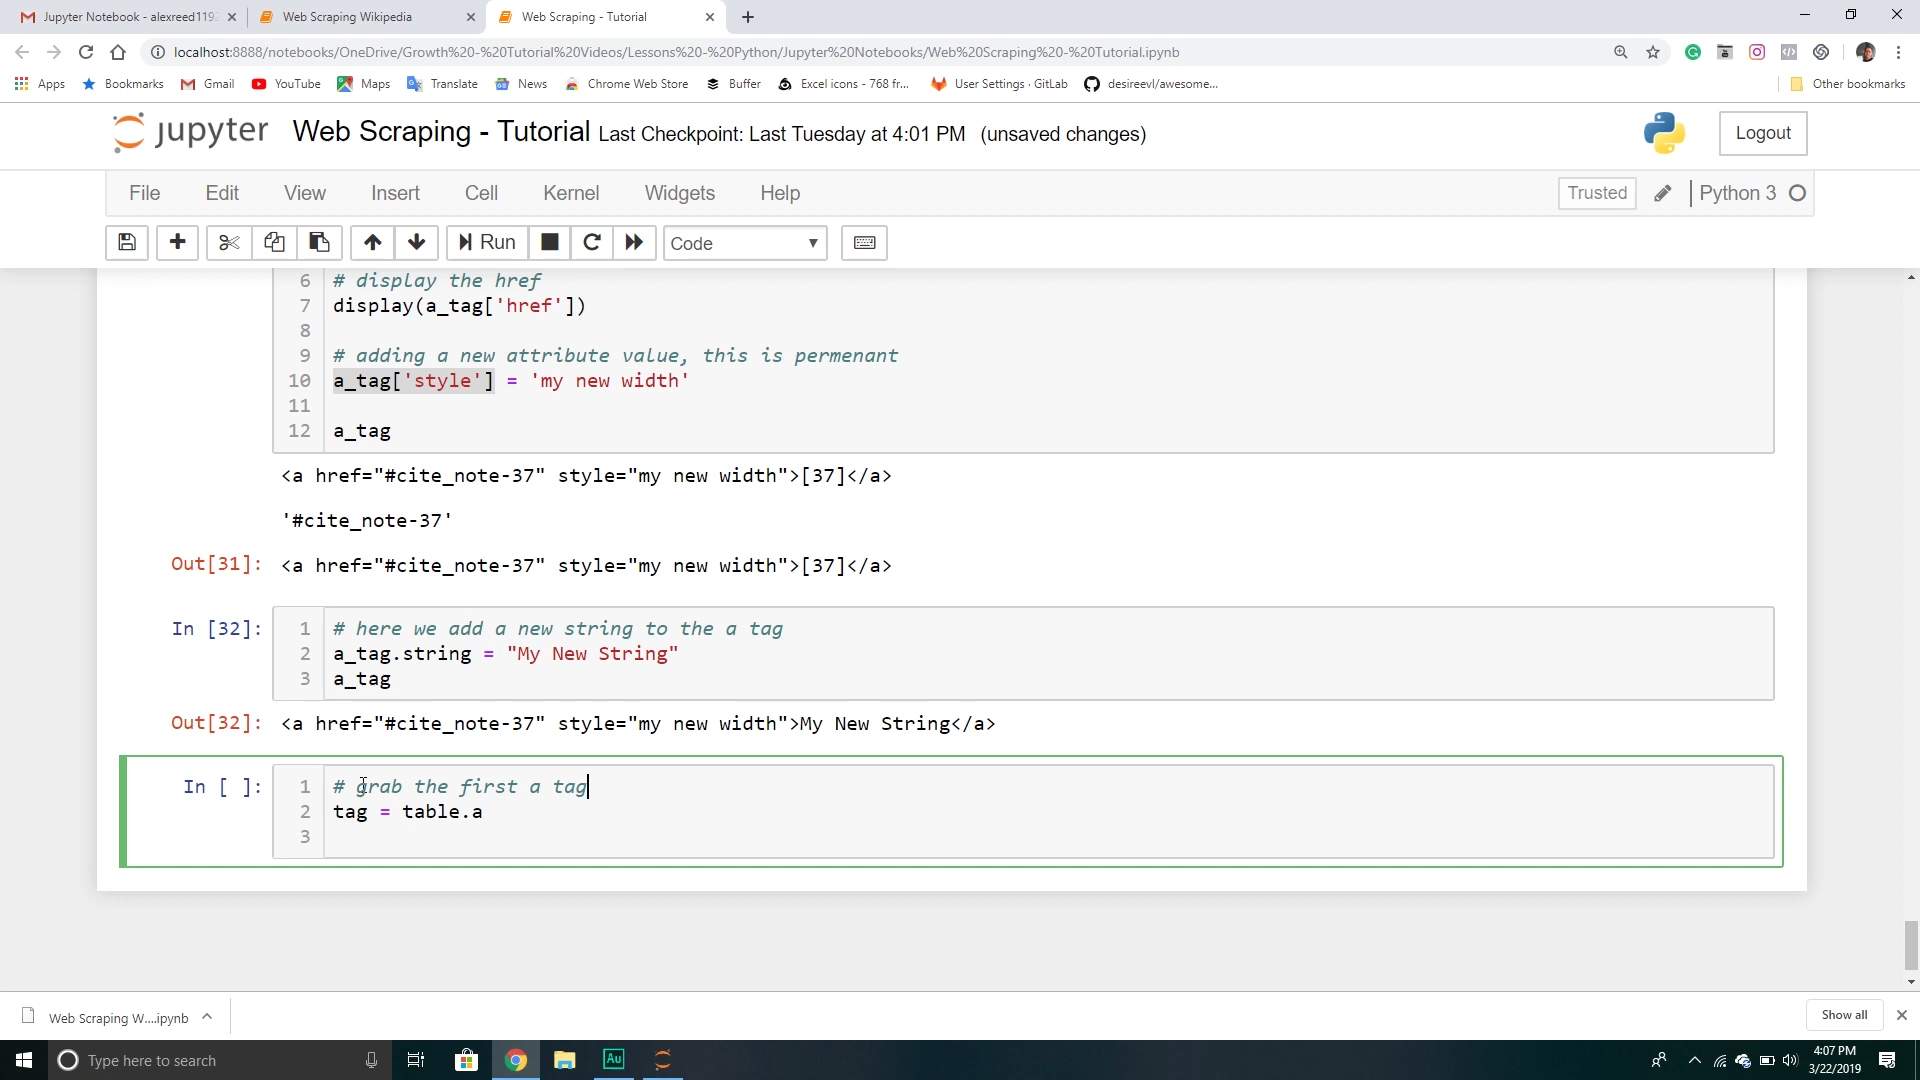 Jupyter Notebook - alexreed119
Web Scraping Wikipedia
Web Scraping - Tutorial
localhost:8888/notebooks/OneDrive/Growth%20-%20Tutorial%20Videos/Lessons%20-%20Python/Jupyter%20Notebooks/Web%20Scraping%20-%20Tutorial.ipynb
Apps Bookmarks Gmail YouTube Maps Translate News Chrome Web Store Buffer Excel icons - 768 fr... User Settings · GitLab desireevl/awesome... Other bookmarks
jupyter Web Scraping - Tutorial Last Checkpoint: Last Tuesday at 4:01 PM (unsaved changes) Logout
File Edit View Insert Cell Kernel Widgets Help Trusted Python 3
Run Code
6 # display the href
7 display(a_tag['href'])
8
9 # adding a new attribute value, this is permenant
10 a_tag['style'] = 'my new width'
11
12 a_tag
<a href="#cite_note-37" style="my new width">[37]</a>
'#cite_note-37'
Out[31]: <a href="#cite_note-37" style="my new width">[37]</a>
In [32]: 1 # here we add a new string to the a tag
2 a_tag.string = "My New String"
3 a_tag
Out[32]: <a href="#cite_note-37" style="my new width">My New String</a>
In [ ]: 1 # grab the first a tag
2 tag = table.a
3
Web Scraping W....ipynb Show all
Type here to search
Au
4:07 PM
3/22/2019